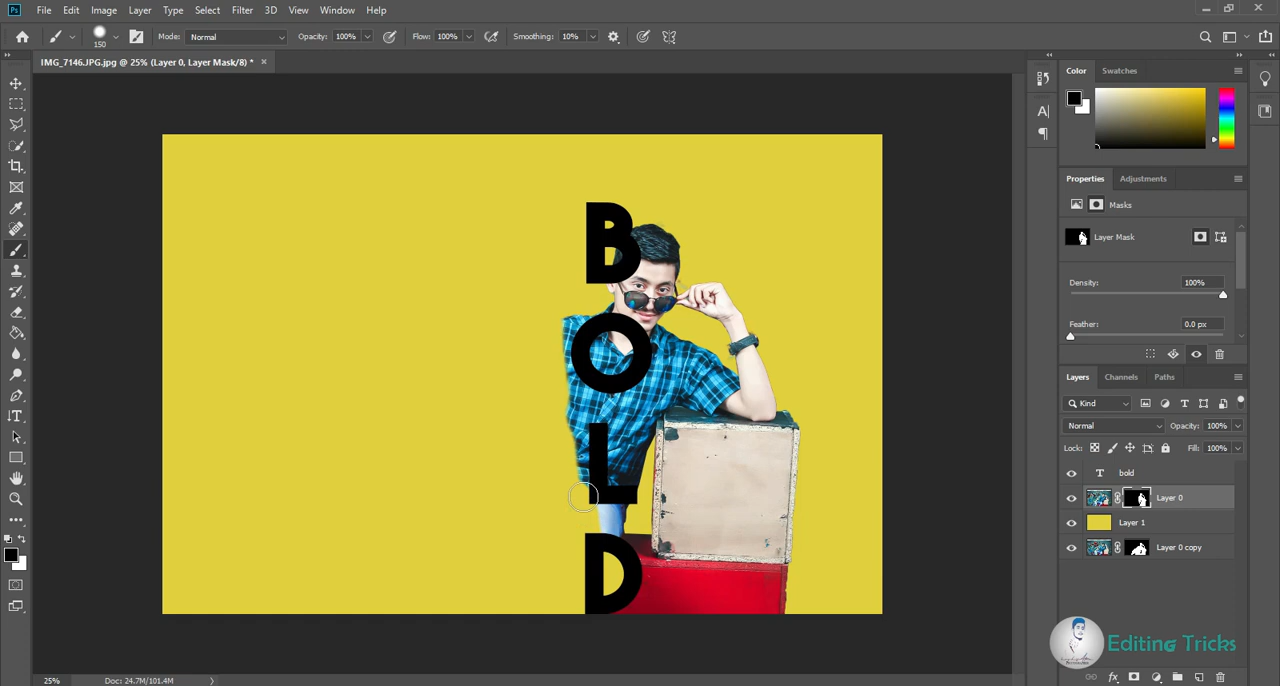 Ps File Edit Image Layer Type Select Filter 3D View Window Help
150 Mode: Normal Opacity: 100% Flow: 100% Smoothing: 10%
IMG_7146.JPG.jpg @ 25% (Layer 0, Layer Mask/8) * ×
BOLD
Color Swatches
Properties Adjustments
Masks
Layer Mask
Density: 100%
Feather: 0.0 px
Layers Channels Paths
Kind
Normal Opacity: 100%
Lock: Fill: 100%
T bold
Layer 0
Layer 1
Layer 0 copy
Editing Tricks
25% Doc: 24.7M/101.4M